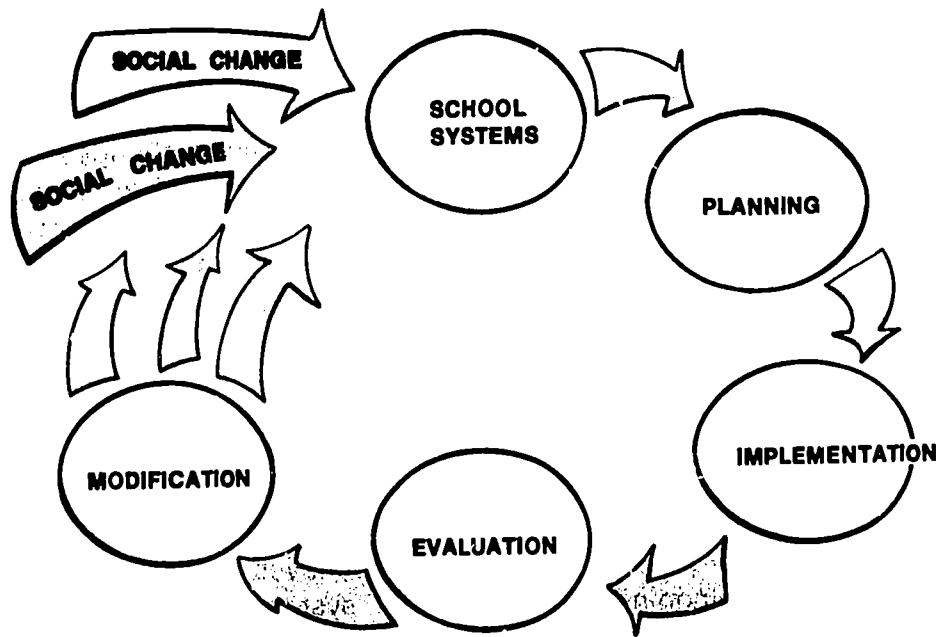 SOCIAL CHANGE
SOCIAL CHANGE
SCHOOL
SYSTEMS
PLANNING
IMPLEMENTATION
EVALUATION
MODIFICATION